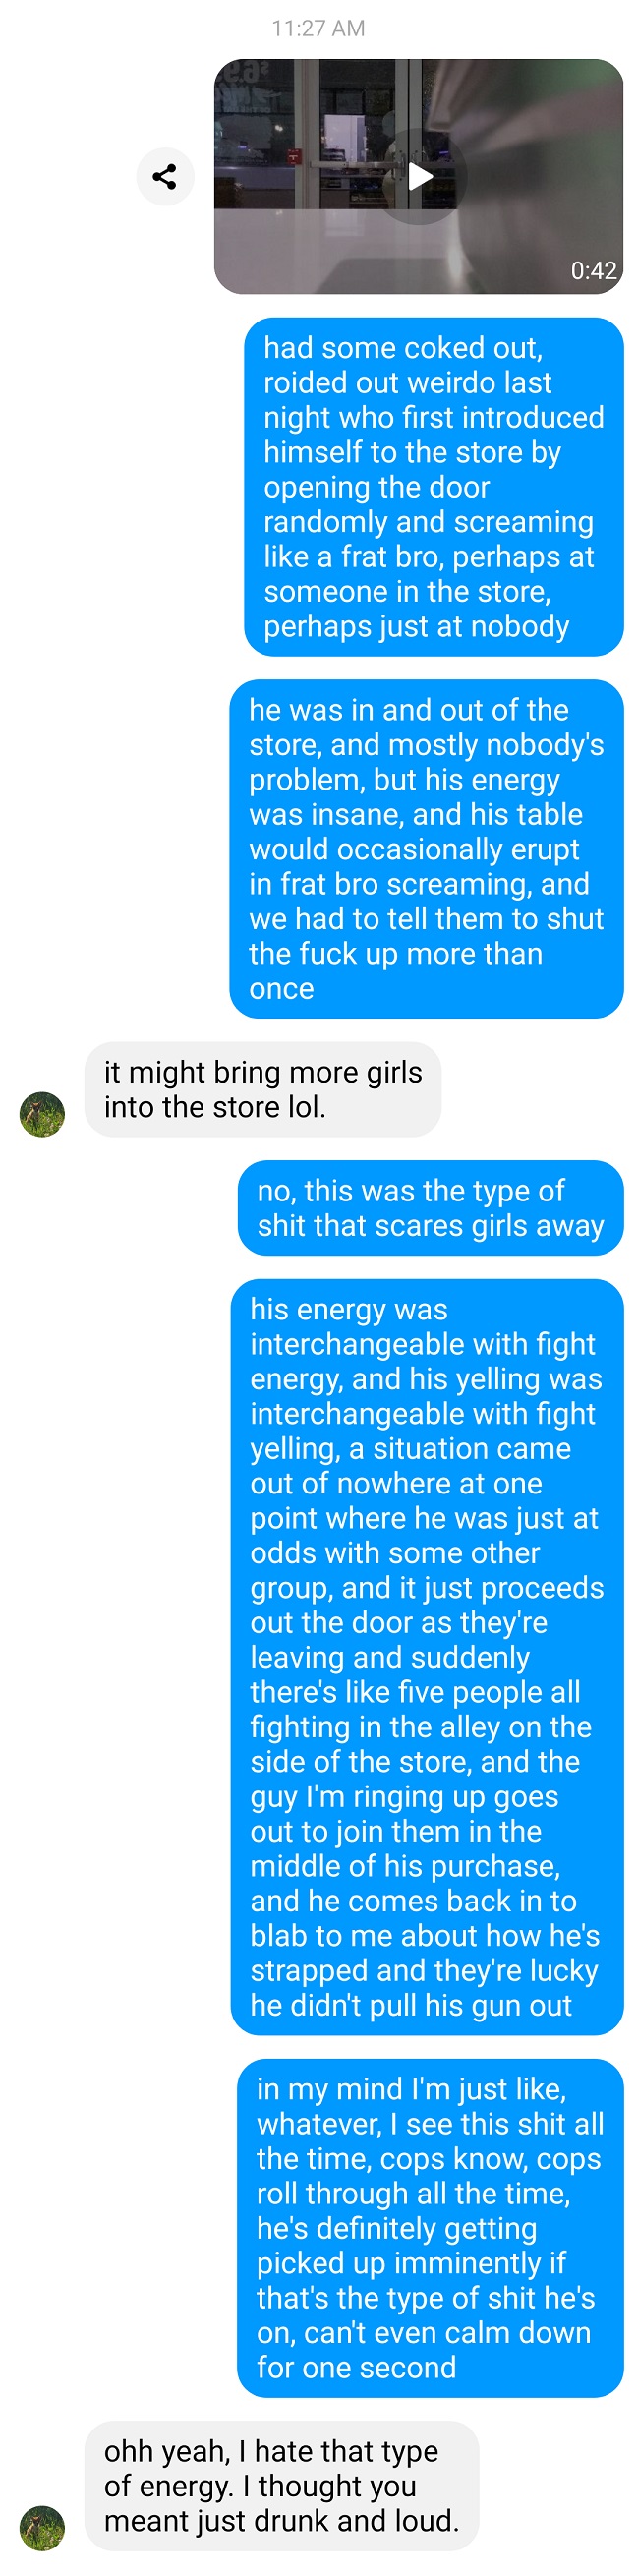 11:27 AM
0:42
had some coked out,
roided out weirdo last
night who first introduced
himself to the store by
opening the door
randomly and screaming
like a frat bro, perhaps at
someone in the store,
perhaps just at nobody
he was in and out of the
store, and mostly nobody's
problem, but his energy
was insane, and his table
would occasionally erupt
in frat bro screaming, and
we had to tell them to shut
the fuck up more than
once
it might bring more girls
into the store lol.
no, this was the type of
shit that scares girls away
his energy was
interchangeable with fight
energy, and his yelling was
interchangeable with fight
yelling, a situation came
out of nowhere at one
point where he was just at
odds with some other
group, and it just proceeds
out the door as they're
leaving and suddenly
there's like five people all
fighting in the alley on the
side of the store, and the
guy I'm ringing up goes
out to join them in the
middle of his purchase,
and he comes back in to
blab to me about how he's
strapped and they're lucky
he didn't pull his gun out
in my mind I'm just like,
whatever, I see this shit all
the time, cops know, cops
roll through all the time,
he's definitely getting
picked up imminently if
that's the type of shit he's
on, can't even calm down
for one second
ohh yeah, I hate that type
of energy. I thought you
meant just drunk and loud.